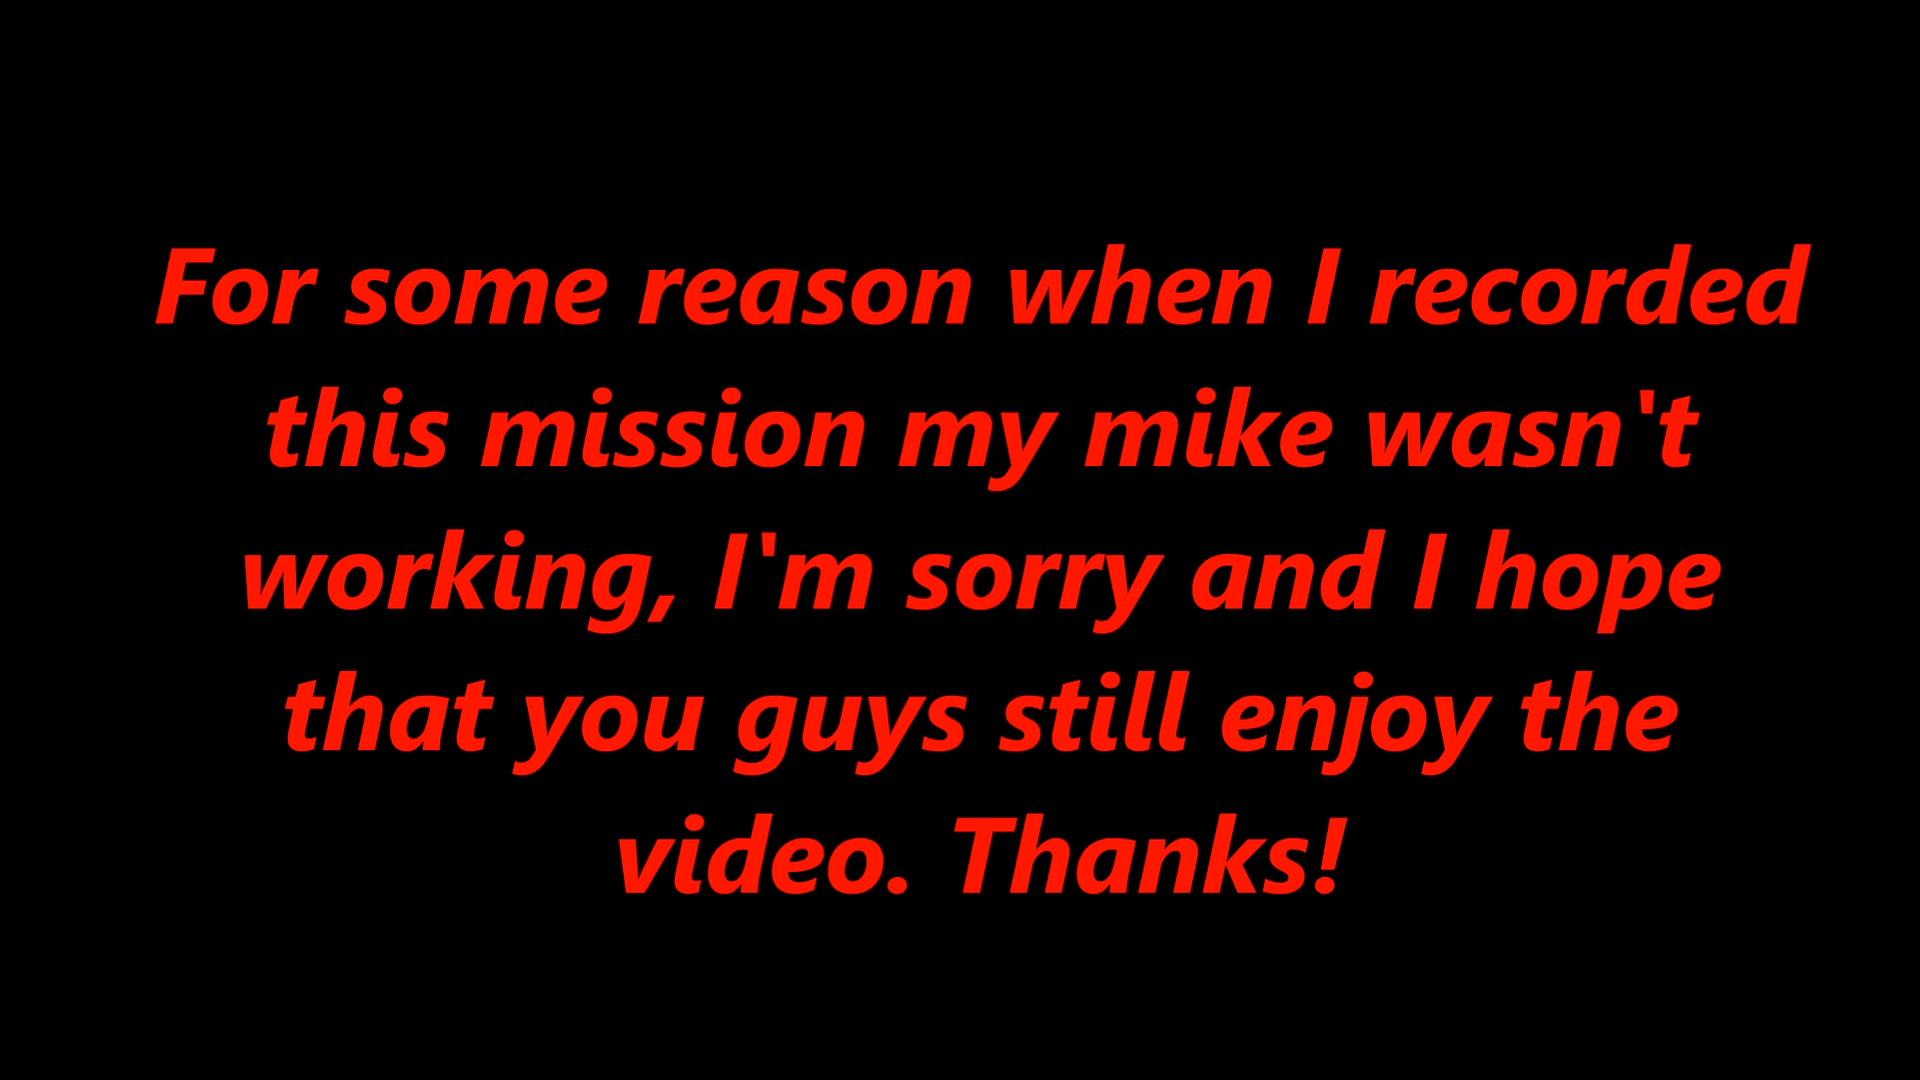 For some reason when I recorded
this mission my mike wasn't
working, I'm sorry and I hope
that you guys still enjoy the
video. Thanks!